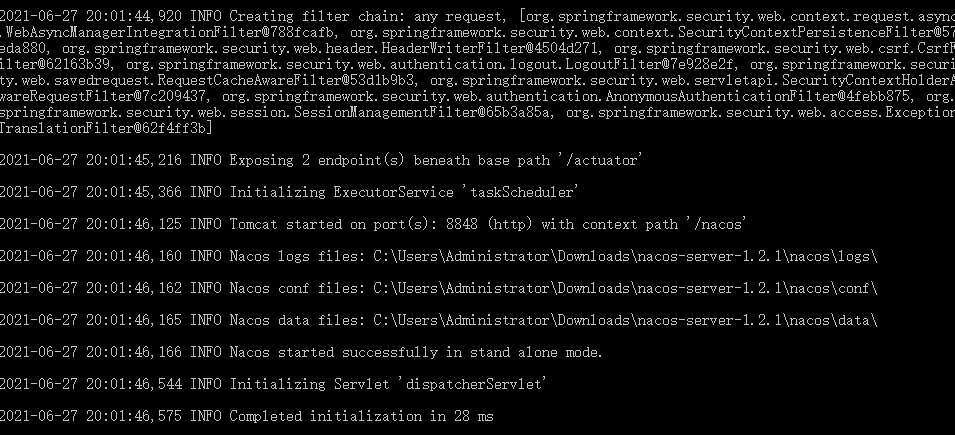 2021-06-27 20:01:44,920 INFO Creating filter chain: any request, [org.springframework.security.web.context.request.async
.WebAsyncManagerIntegrationFilter@788fcafb, org.springframework.security.web.context.SecurityContextPersistenceFilter@57
eda880, org.springframework.security.web.header.HeaderWriterFilter@4504d271, org.springframework.security.web.csrf.CsrfF
ilter@62163b39, org.springframework.security.web.authentication.logout.LogoutFilter@7e928e2f, org.springframework.securi
ty.web.savedrequest.RequestCacheAwareFilter@53d1b9b3, org.springframework.security.web.servletapi.SecurityContextHolderA
wareRequestFilter@7c209437, org.springframework.security.web.authentication.AnonymousAuthenticationFilter@4febb875, org.
springframework.security.web.session.SessionManagementFilter@65b3a85a, org.springframework.security.web.access.Exception
TranslationFilter@62f4ff3b]
2021-06-27 20:01:45,216 INFO Exposing 2 endpoint(s) beneath base path '/actuator'
2021-06-27 20:01:45,366 INFO Initializing ExecutorService 'taskScheduler'
2021-06-27 20:01:46,125 INFO Tomcat started on port(s): 8848 (http) with context path '/nacos'
2021-06-27 20:01:46,160 INFO Nacos logs files: C:\Users\Administrator\Downloads\nacos-server-1.2.1\nacos\logs\
2021-06-27 20:01:46,162 INFO Nacos conf files: C:\Users\Administrator\Downloads\nacos-server-1.2.1\nacos\conf\
2021-06-27 20:01:46,165 INFO Nacos data files: C:\Users\Administrator\Downloads\nacos-server-1.2.1\nacos\data\
2021-06-27 20:01:46,166 INFO Nacos started successfully in stand alone mode.
2021-06-27 20:01:46,544 INFO Initializing Servlet 'dispatcherServlet'
2021-06-27 20:01:46,575 INFO Completed initialization in 28 ms